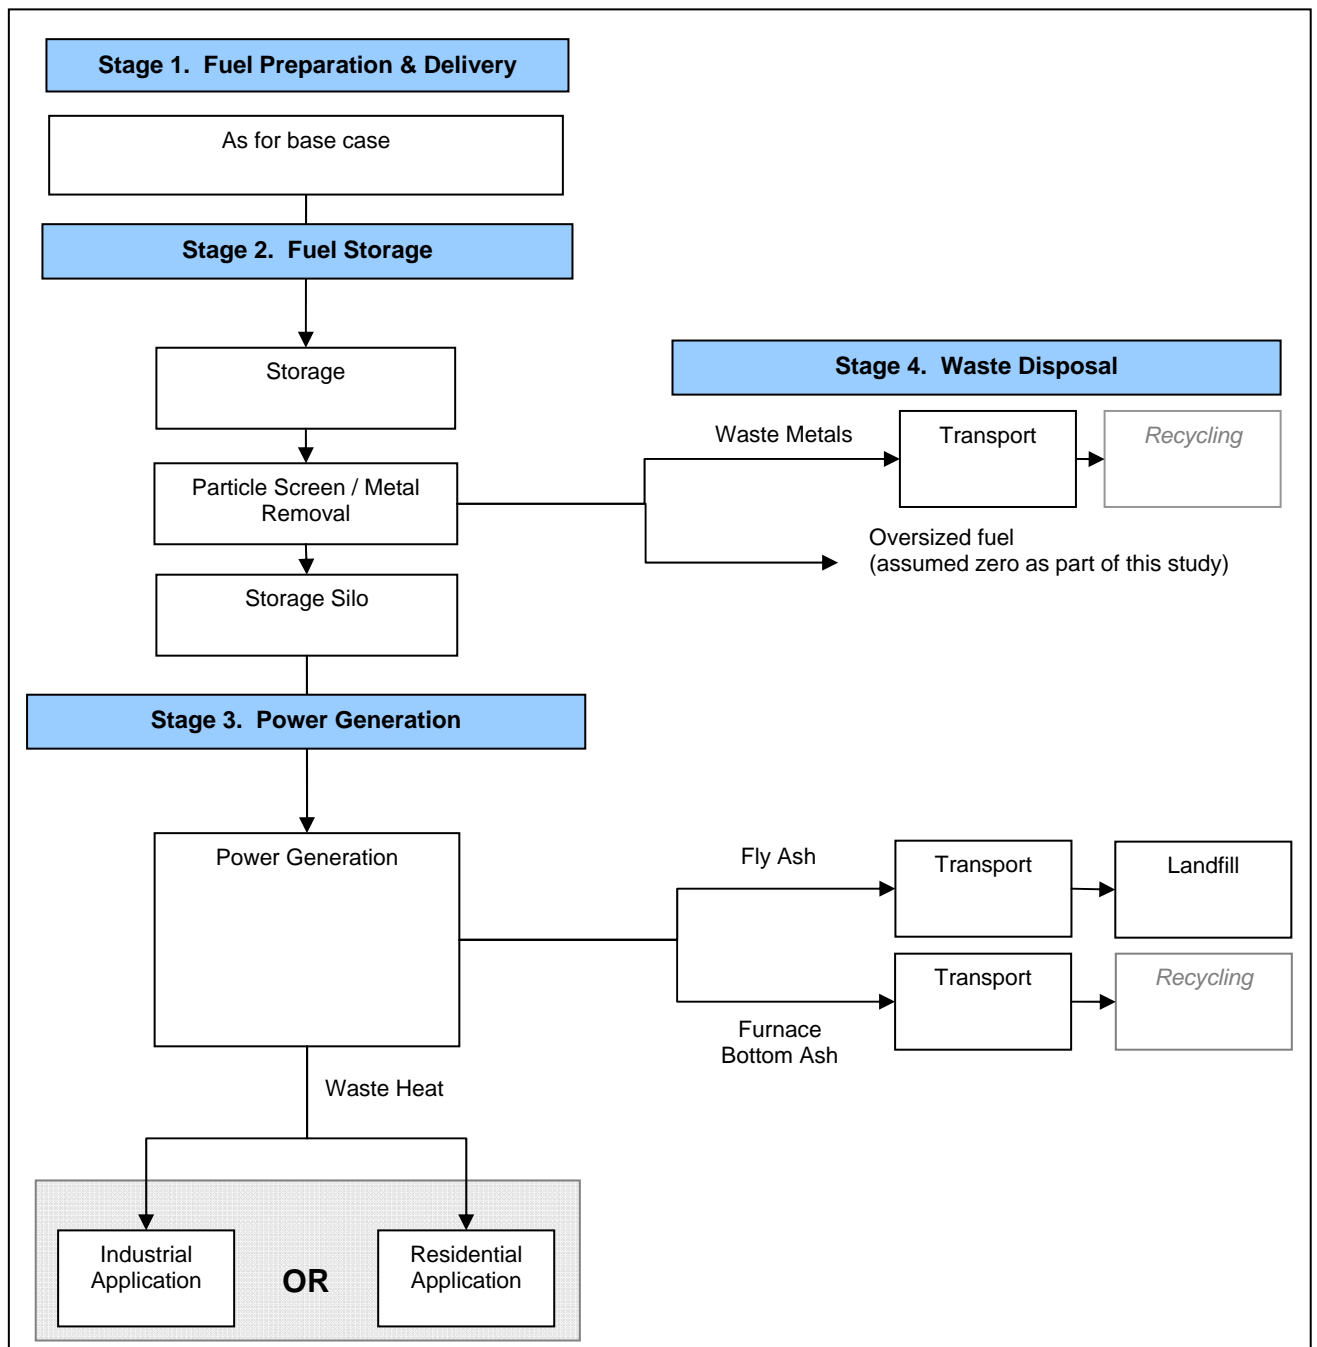 Stage 1.  Fuel Preparation & Delivery
As for base case
Stage 2.  Fuel Storage
Storage
Stage 4.  Waste Disposal
Waste Metals
Transport
Recycling
Particle Screen / Metal
Removal
Oversized fuel
(assumed zero as part of this study)
Storage Silo
Stage 3.  Power Generation
Power Generation
Fly Ash
Transport
Landfill
Furnace
Bottom Ash
Transport
Recycling
Waste Heat
Industrial
Application
OR
Residential
Application